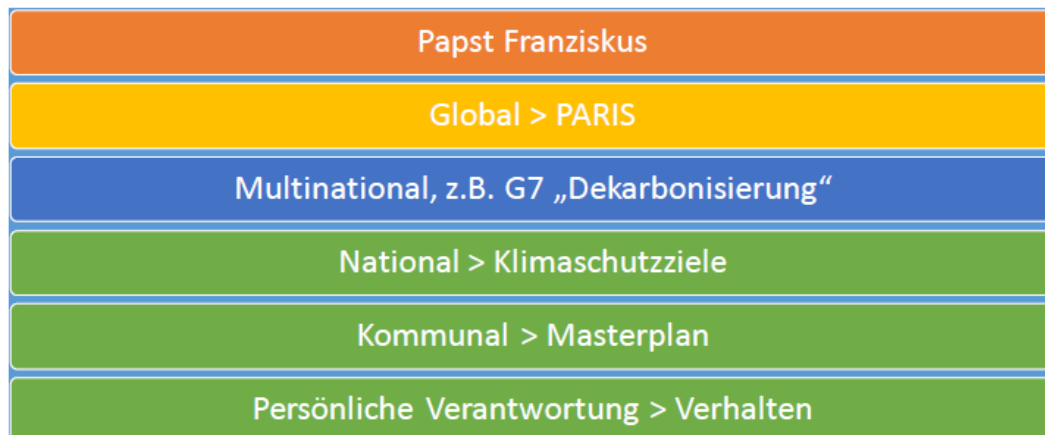 Papst Franziskus
Global > PARIS
Multinational, z.B. G7 „Dekarbonisierung“
National > Klimaschutzziele
Kommunal > Masterplan
Persönliche Verantwortung > Verhalten